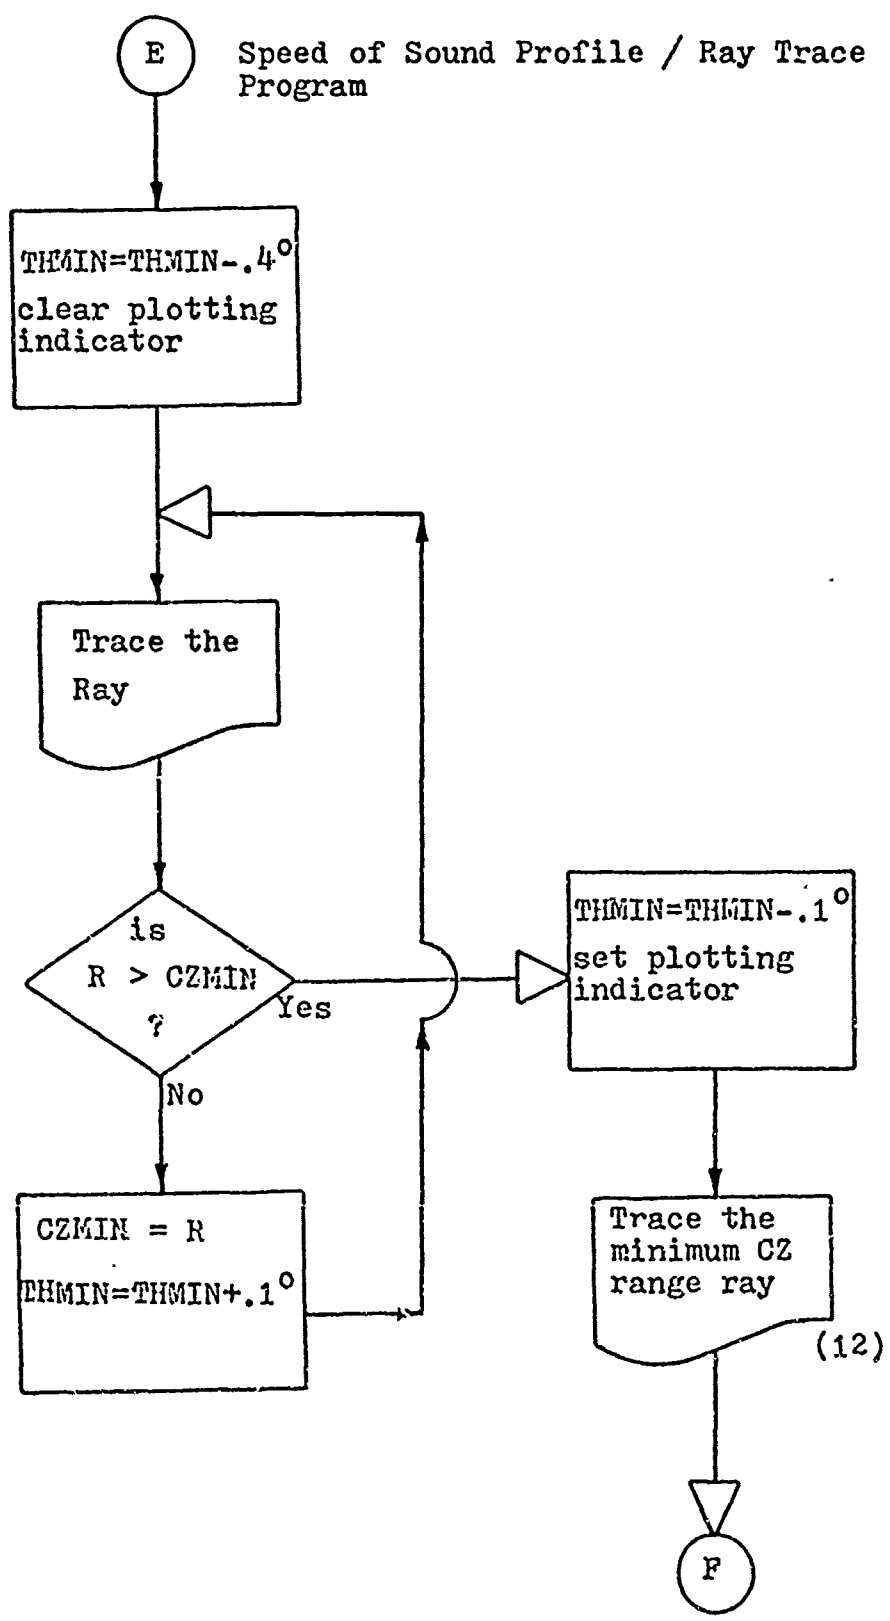 E
Speed of Sound Profile / Ray Trace
Program
THMIN=THMIN-.4°
clear plotting
indicator
Trace the
Ray
is
R > CZMIN
?
Yes
No
CZMIN = R
THMIN=THMIN+.1°
THMIN=THMIN-.1°
set plotting
indicator
Trace the
minimum CZ
range ray
(12)
F